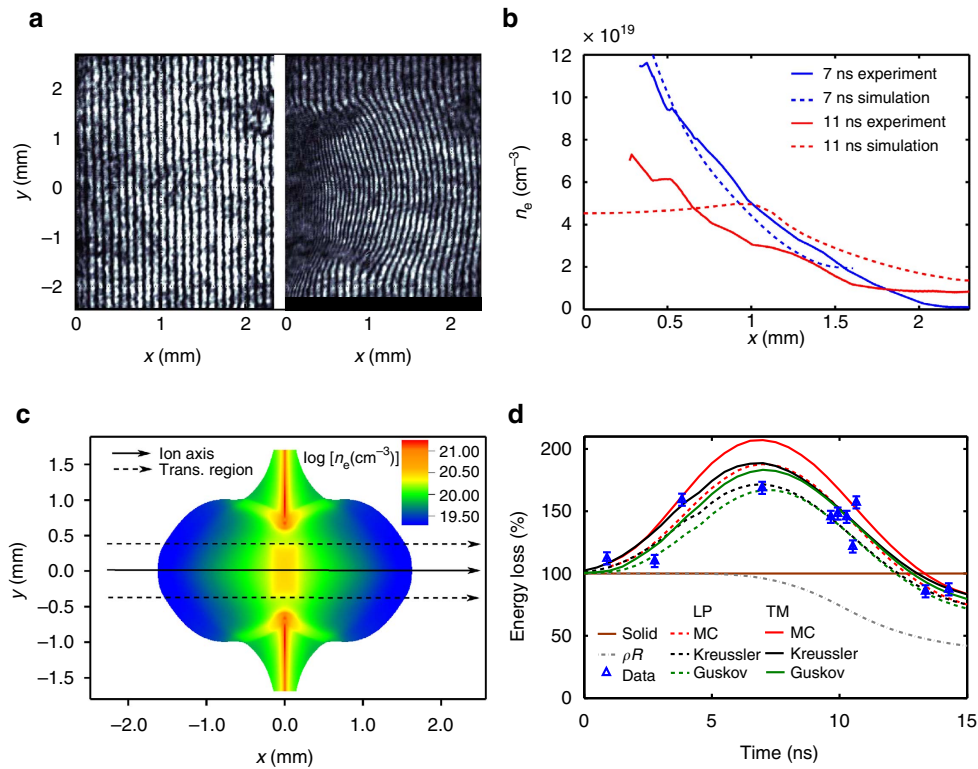 a
2
1
0
−1
−2
y (mm)
0
1
2
0
1
2
x (mm)
x (mm)
b
× 10¹⁹
12
10
8
6
4
2
0
nₑ (cm⁻³)
7 ns experiment
7 ns simulation
11 ns experiment
11 ns simulation
0
0.5
1
1.5
2
x (mm)
c
Ion axis
Trans. region
log [nₑ(cm⁻³)]
21.00
20.50
20.00
19.50
1.5
1.0
0.5
0.0
−0.5
−1.0
−1.5
y (mm)
−2.0
−1.0
0.0
1.0
2.0
x (mm)
d
200
150
100
50
0
Energy loss (%)
LP
TM
Solid
MC
MC
ρR
Kreussler
Kreussler
Data
Guskov
Guskov
0
5
10
15
Time (ns)